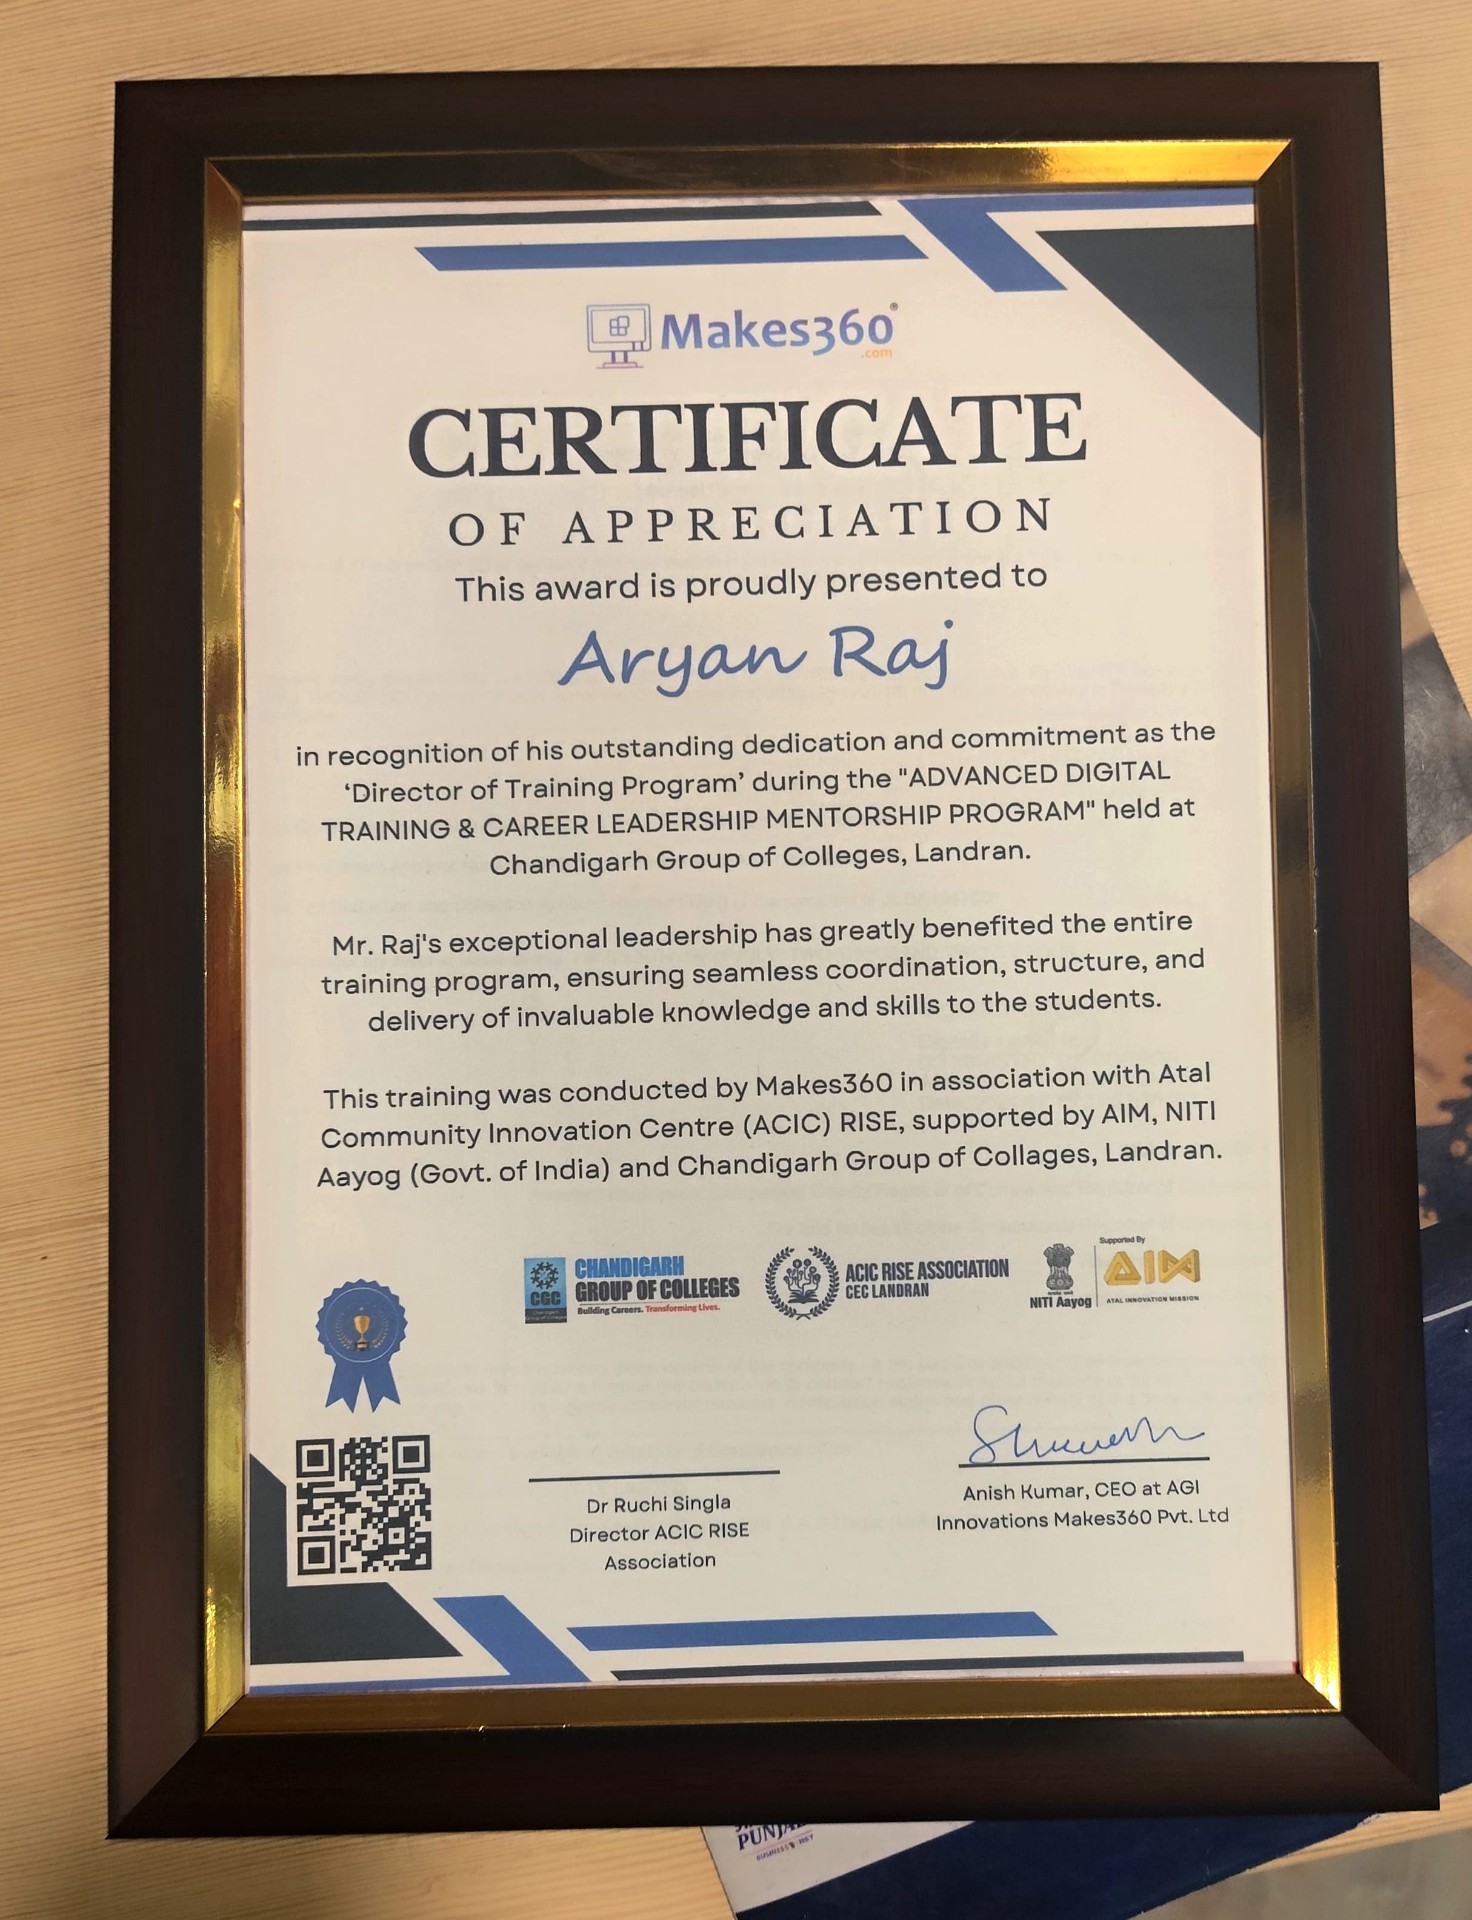 Makes360®
.com
CERTIFICATE
OF APPRECIATION
This award is proudly presented to
Aryan Raj
in recognition of his outstanding dedication and commitment as the
‘Director of Training Program’ during the "ADVANCED DIGITAL
TRAINING & CAREER LEADERSHIP MENTORSHIP PROGRAM" held at
Chandigarh Group of Colleges, Landran.
Mr. Raj's exceptional leadership has greatly benefited the entire
training program, ensuring seamless coordination, structure, and
delivery of invaluable knowledge and skills to the students.
This training was conducted by Makes360 in association with Atal
Community Innovation Centre (ACIC) RISE, supported by AIM, NITI
Aayog (Govt. of India) and Chandigarh Group of Collages, Landran.
CGC
Chandigarh
Group of Colleges
CHANDIGARH
GROUP OF COLLEGES
Building Careers. Transforming Lives.
ACIC RISE ASSOCIATION
CEC LANDRAN
NITI Aayog
Supported By
AIM
ATAL INNOVATION MISSION
Dr Ruchi Singla
Director ACIC RISE
Association
Anish Kumar, CEO at AGI
Innovations Makes360 Pvt. Ltd